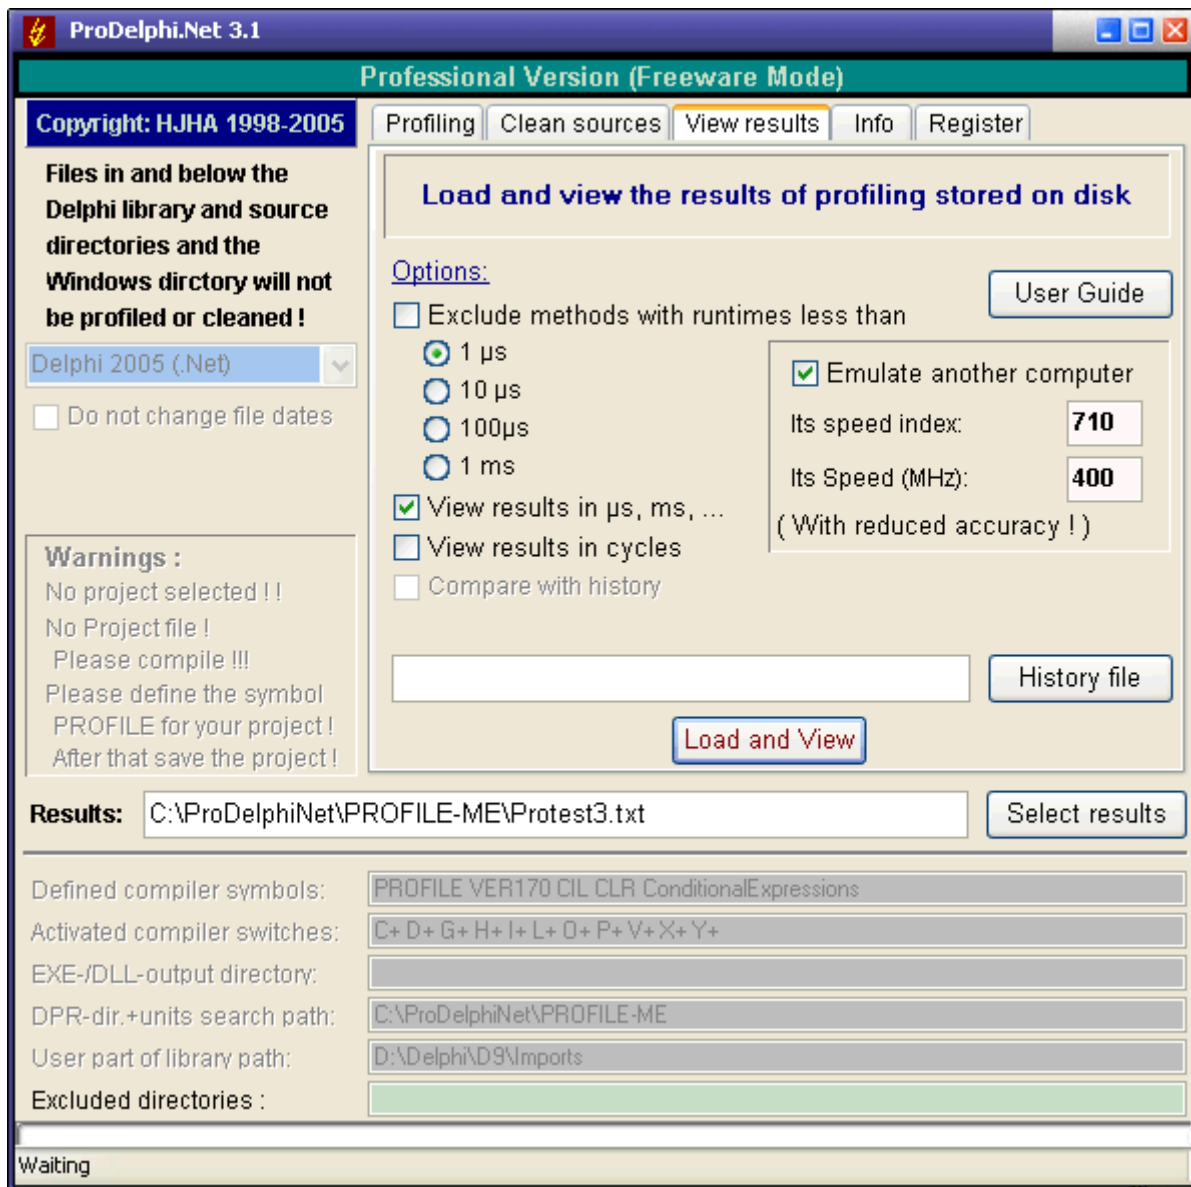 ProDelphi.Net 3.1
Professional Version (Freeware Mode)
Copyright: HJHA 1998-2005
Files in and below the
Delphi library and source
directories and the
Windows dirctory will not
be profiled or cleaned !
Delphi 2005 (.Net)
Do not change file dates
Warnings :
No project selected ! !
No Project file !
Please compile !!!
Please define the symbol
PROFILE for your project !
After that save the project !
Profiling
Clean sources
View results
Info
Register
Load and view the results of profiling stored on disk
Options:
User Guide
Exclude methods with runtimes less than
1 µs
10 µs
100µs
1 ms
View results in µs, ms, ...
View results in cycles
Compare with history
Emulate another computer
Its speed index: 710
Its Speed (MHz): 400
( With reduced accuracy ! )
History file
Load and View
Results: C:\ProDelphiNet\PROFILE-ME\Protest3.txt
Select results
Defined compiler symbols: PROFILE VER170 CIL CLR ConditionalExpressions
Activated compiler switches: C+ D+ G+ H+ I+ L+ O+ P+ V+ X+ Y+
EXE-/DLL-output directory:
DPR-dir.+units search path: C:\ProDelphiNet\PROFILE-ME
User part of library path: D:\Delphi\D9\Imports
Excluded directories :
Waiting